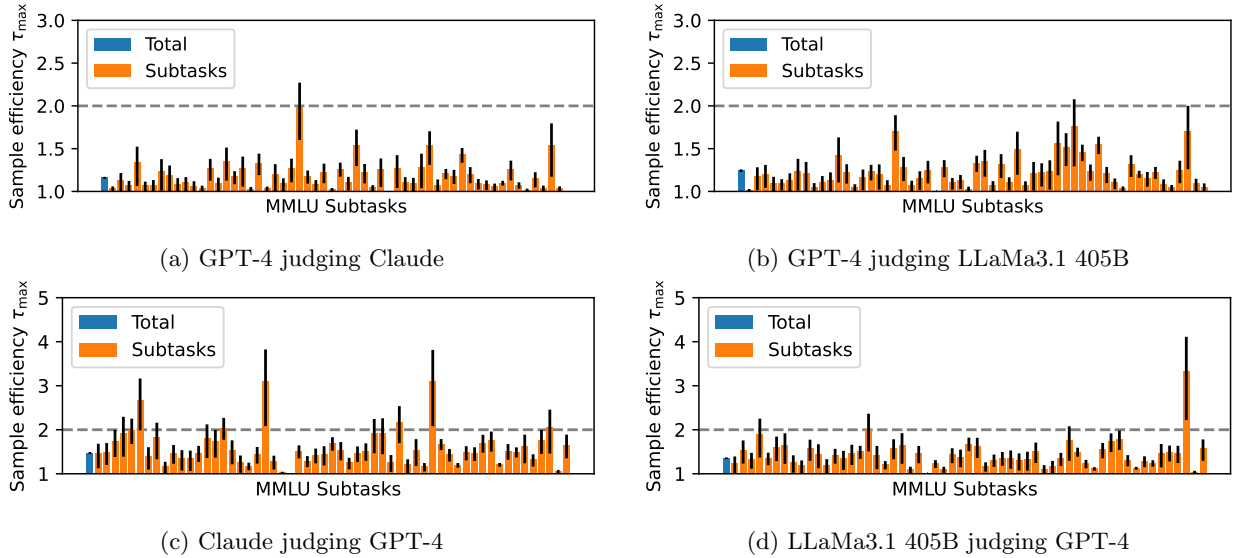 Sample efficiency τmax
3.0
2.5
2.0
1.5
1.0
Total
Subtasks
MMLU Subtasks
(a) GPT-4 judging Claude
Sample efficiency τmax
3.0
2.5
2.0
1.5
1.0
Total
Subtasks
MMLU Subtasks
(b) GPT-4 judging LLaMa3.1 405B
Sample efficiency τmax
5
4
3
2
1
Total
Subtasks
MMLU Subtasks
(c) Claude judging GPT-4
Sample efficiency τmax
5
4
3
2
1
Total
Subtasks
MMLU Subtasks
(d) LLaMa3.1 405B judging GPT-4